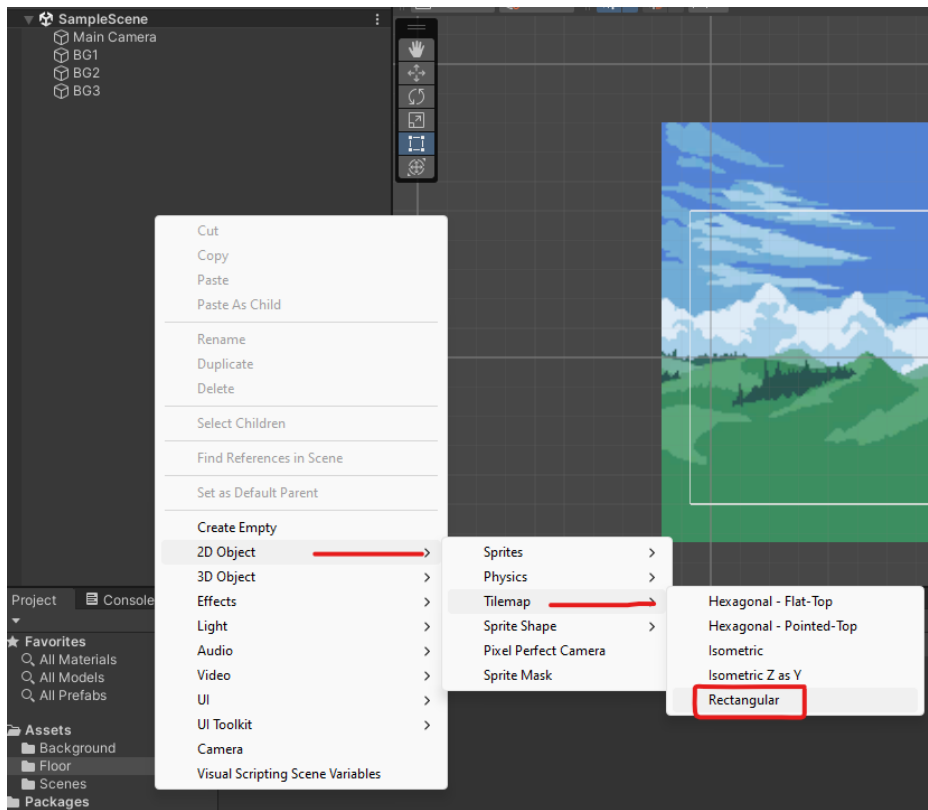 SampleScene
Main Camera
BG1
BG2
BG3
Cut
Copy
Paste
Paste As Child
Rename
Duplicate
Delete
Select Children
Find References in Scene
Set as Default Parent
Create Empty
2D Object
3D Object
Effects
Light
Audio
Video
UI
UI Toolkit
Camera
Visual Scripting Scene Variables
Sprites
Physics
Tilemap
Sprite Shape
Pixel Perfect Camera
Sprite Mask
Hexagonal - Flat-Top
Hexagonal - Pointed-Top
Isometric
Isometric Z as Y
Rectangular
Project
Console
Favorites
All Materials
All Models
All Prefabs
Assets
Background
Floor
Scenes
Packages